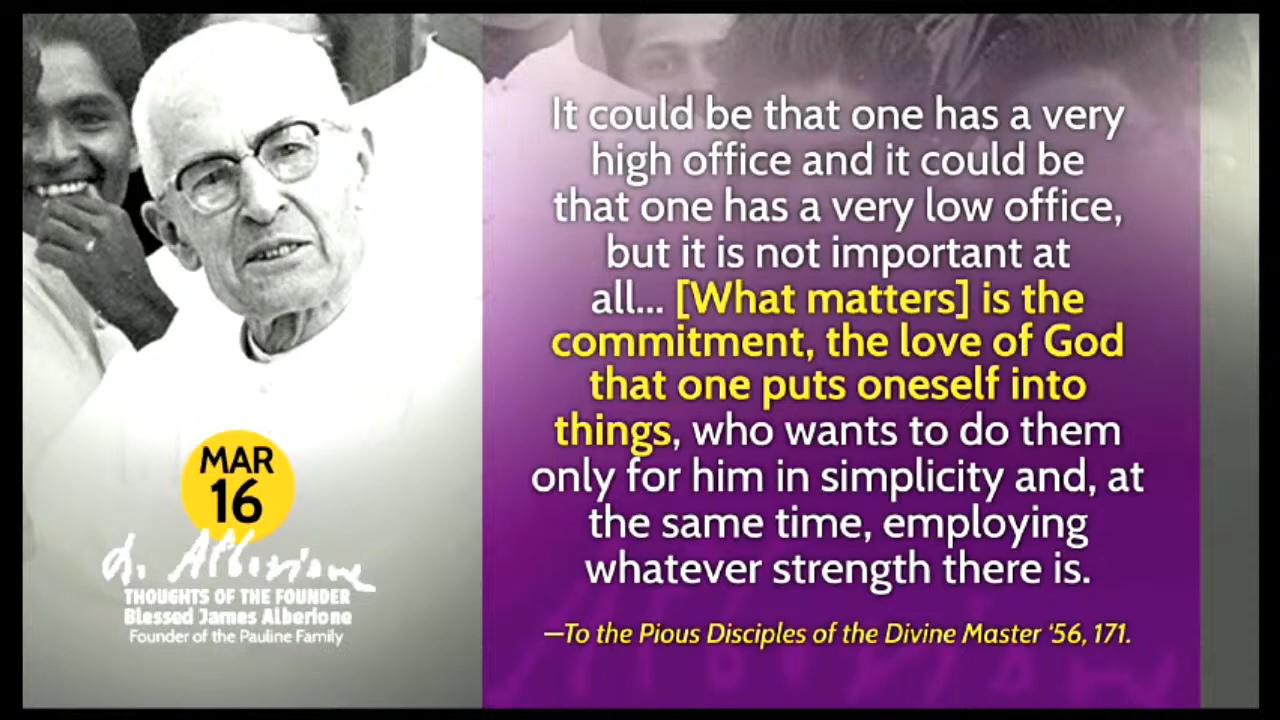 It could be that one has a very
high office and it could be
that one has a very low office,
but it is not important at
all... [What matters] is the
commitment, the love of God
that one puts oneself into
things, who wants to do them
only for him in simplicity and, at
the same time, employing
whatever strength there is.
—To the Pious Disciples of the Divine Master ‘56, 171.
MAR
16
d. Alberione
THOUGHTS OF THE FOUNDER
Blessed James Alberione
Founder of the Pauline Family